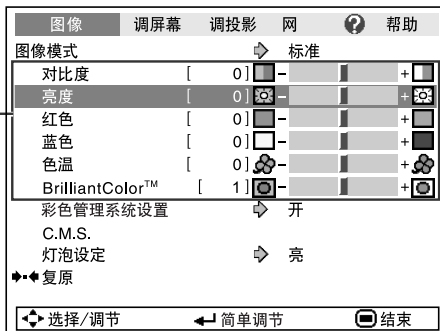 图像 调屏幕 调投影 网 帮助
图像模式 标准
对比度 [ 0] - +
亮度 [ 0] - +
红色 [ 0] - +
蓝色 [ 0] - +
色温 [ 0] - +
BrilliantColor™ [ 1] - +
彩色管理系统设置 开
C.M.S.
灯泡设定 亮
复原
选择/调节 简单调节 结束